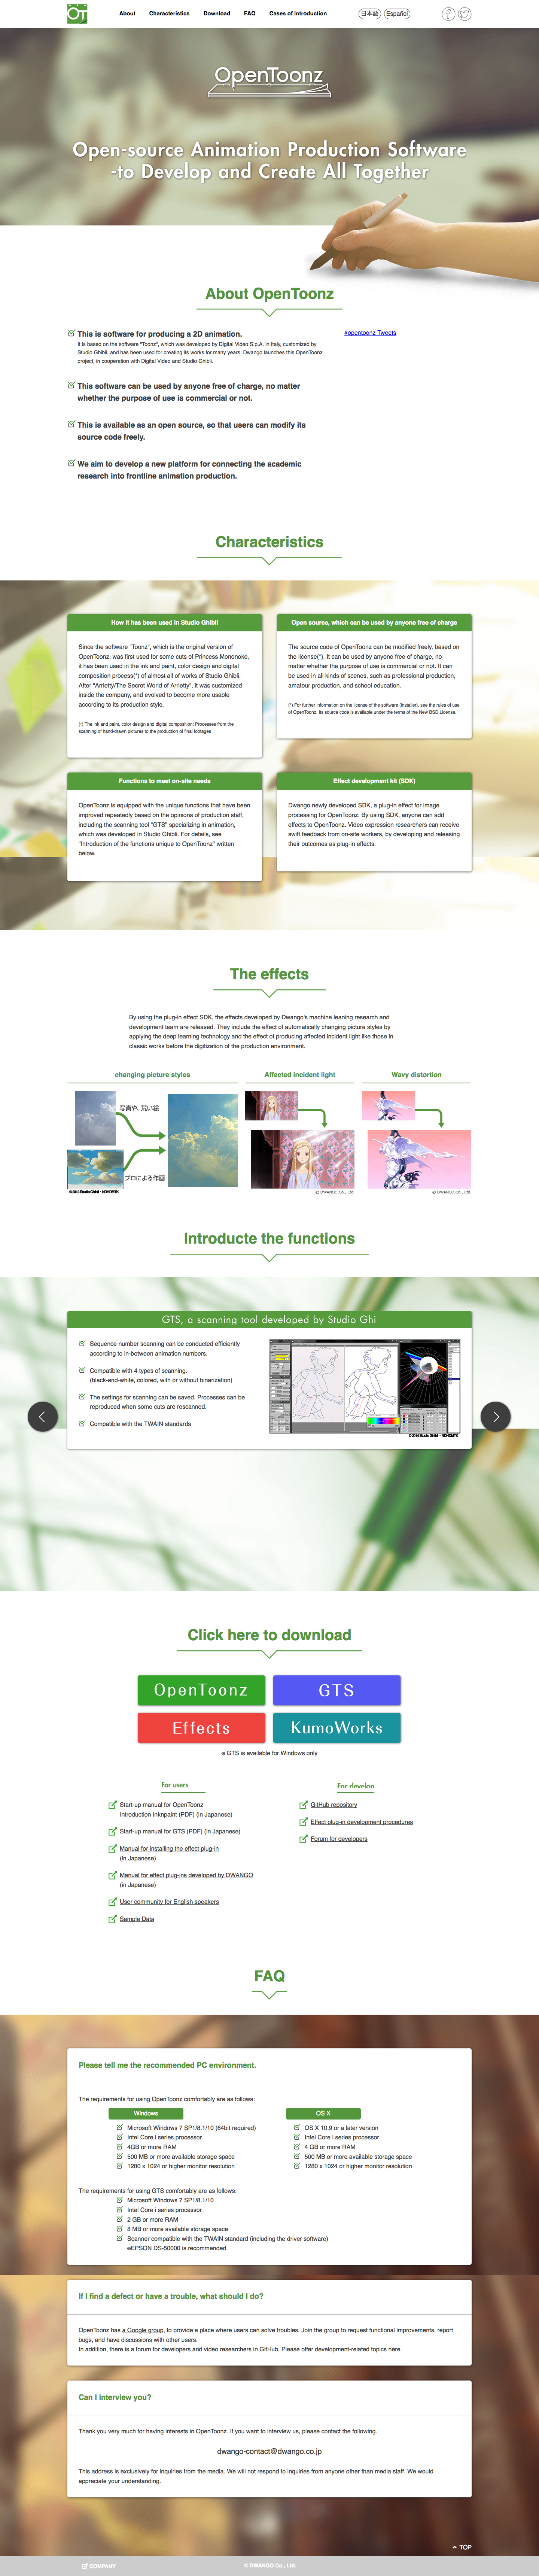 OT
About
Characteristics
Download
FAQ
Cases of Introduction
日本語
Español
OpenToonz
Open-source Animation Production Software
-to Develop and Create All Together
About OpenToonz
This is software for producing a 2D animation.
It is based on the software "Toonz", which was developed by Digital Video S.p.A. in Italy, customized by
Studio Ghibli, and has been used for creating its works for many years. Dwango launches this OpenToonz
project, in cooperation with Digital Video and Studio Ghibli.
#opentoonz Tweets
This software can be used by anyone free of charge, no matter
whether the purpose of use is commercial or not.
This is available as an open source, so that users can modify its
source code freely.
We aim to develop a new platform for connecting the academic
research into frontline animation production.
Characteristics
How it has been used in Studio Ghibli
Since the software "Toonz", which is the original version of
OpenToonz, was first used for some cuts of Princess Mononoke,
it has been used in the ink and paint, color design and digital
composition process(*) of almost all of works of Studio Ghibli.
After "Arrietty/The Secret World of Arrietty", it was customized
inside the company, and evolved to become more usable
according to its production style.
(*) The ink and paint, color design and digital composition: Processes from the
scanning of hand-drawn pictures to the production of final footages
Open source, which can be used by anyone free of charge
The source code of OpenToonz can be modified freely, based on
the license(*). It can be used by anyone free of charge, no
matter whether the purpose of use is commercial or not. It can
be used in all kinds of scenes, such as professional production,
amateur production, and school education.
(*) For further information on the license of the software (installer), see the rules of use
of OpenToonz. Its source code is available under the terms of the New BSD License.
Functions to meet on-site needs
OpenToonz is equipped with the unique functions that have been
improved repeatedly based on the opinions of production staff,
including the scanning tool "GTS" specializing in animation,
which was developed in Studio Ghibli. For details, see
"Introduction of the functions unique to OpenToonz" written
below.
Effect development kit (SDK)
Dwango newly developed SDK, a plug-in effect for image
processing for OpenToonz. By using SDK, anyone can add
effects to OpenToonz. Video expression researchers can receive
swift feedback from on-site workers, by developing and releasing
their outcomes as plug-in effects.
The effects
By using the plug-in effect SDK, the effects developed by Dwango's machine leaning research and
development team are released. They include the effect of automatically changing picture styles by
applying the deep learning technology and the effect of producing affected incident light like those in
classic works before the digitization of the production environment.
changing picture styles
Affected incident light
Wavy distortion
写真や、荒い絵
プロによる作画
© 2016 Studio Ghibli・NDHDMTK
© DWANGO Co., Ltd.
© DWANGO Co., Ltd.
Introducte the functions
GTS, a scanning tool developed by Studio Ghi
Sequence number scanning can be conducted efficiently
according to in-between animation numbers.
Compatible with 4 types of scanning.
(black-and-white, colored, with or without binarization)
The settings for scanning can be saved. Processes can be
reproduced when some cuts are rescanned.
Compatible with the TWAIN standards
Click here to download
OpenToonz
GTS
Effects
KumoWorks
※ GTS is available for Windows only
For users
Start-up manual for OpenToonz
Introduction Inknpaint (PDF) (in Japanese)
Start-up manual for GTS (PDF) (in Japanese)
Manual for installing the effect plug-in
(in Japanese)
Manual for effect plug-ins developed by DWANGO
(in Japanese)
User community for English speakers
Sample Data
For develop
GitHub repository
Effect plug-in development procedures
Forum for developers
FAQ
Please tell me the recommended PC environment.
The requirements for using OpenToonz comfortably are as follows:
Windows
Microsoft Windows 7 SP1/8.1/10 (64bit required)
Intel Core i series processor
4GB or more RAM
500 MB or more available storage space
1280 x 1024 or higher monitor resolution
OS X
OS X 10.9 or a later version
Intel Core i series processor
4 GB or more RAM
500 MB or more available storage space
1280 x 1024 or higher monitor resolution
The requirements for using GTS comfortably are as follows:
Microsoft Windows 7 SP1/8.1/10
Intel Core i series processor
2 GB or more RAM
8 MB or more available storage space
Scanner compatible with the TWAIN standard (including the driver software)
※EPSON DS-50000 is recommended.
If I find a defect or have a trouble, what should I do?
OpenToonz has a Google group, to provide a place where users can solve troubles. Join the group to request functional improvements, report
bugs, and have discussions with other users.
In addition, there is a forum for developers and video researchers in GitHub. Please offer development-related topics here.
Can I interview you?
Thank you very much for having interests in OpenToonz. If you want to interview us, please contact the following.
dwango-contact@dwango.co.jp
This address is exclusively for inquiries from the media. We will not respond to inquiries from anyone other than media staff. We would
appreciate your understanding.
TOP
COMPANY
© DWANGO Co., Ltd.